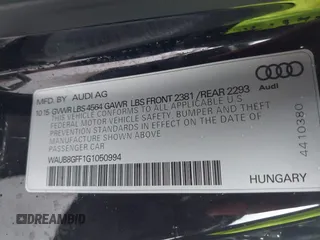 MFD. BY AUDI AG
10.15 GVWR LBS 4564 GAWR LBS FRONT 2381 / REAR 2293
THIS VEHICLE CONFORMS TO ALL APPLICABLE U.S.
FEDERAL MOTOR VEHICLE SAFETY, BUMPER, AND THEFT
PREVENTION STANDARDS IN EFFECT ON THE DATE OF
MANUFACTURE SHOWN ABOVE.
PASSENGER CAR
WAUB8GFF1G1050994
HUNGARY
Audi
4410380
DREAMBID